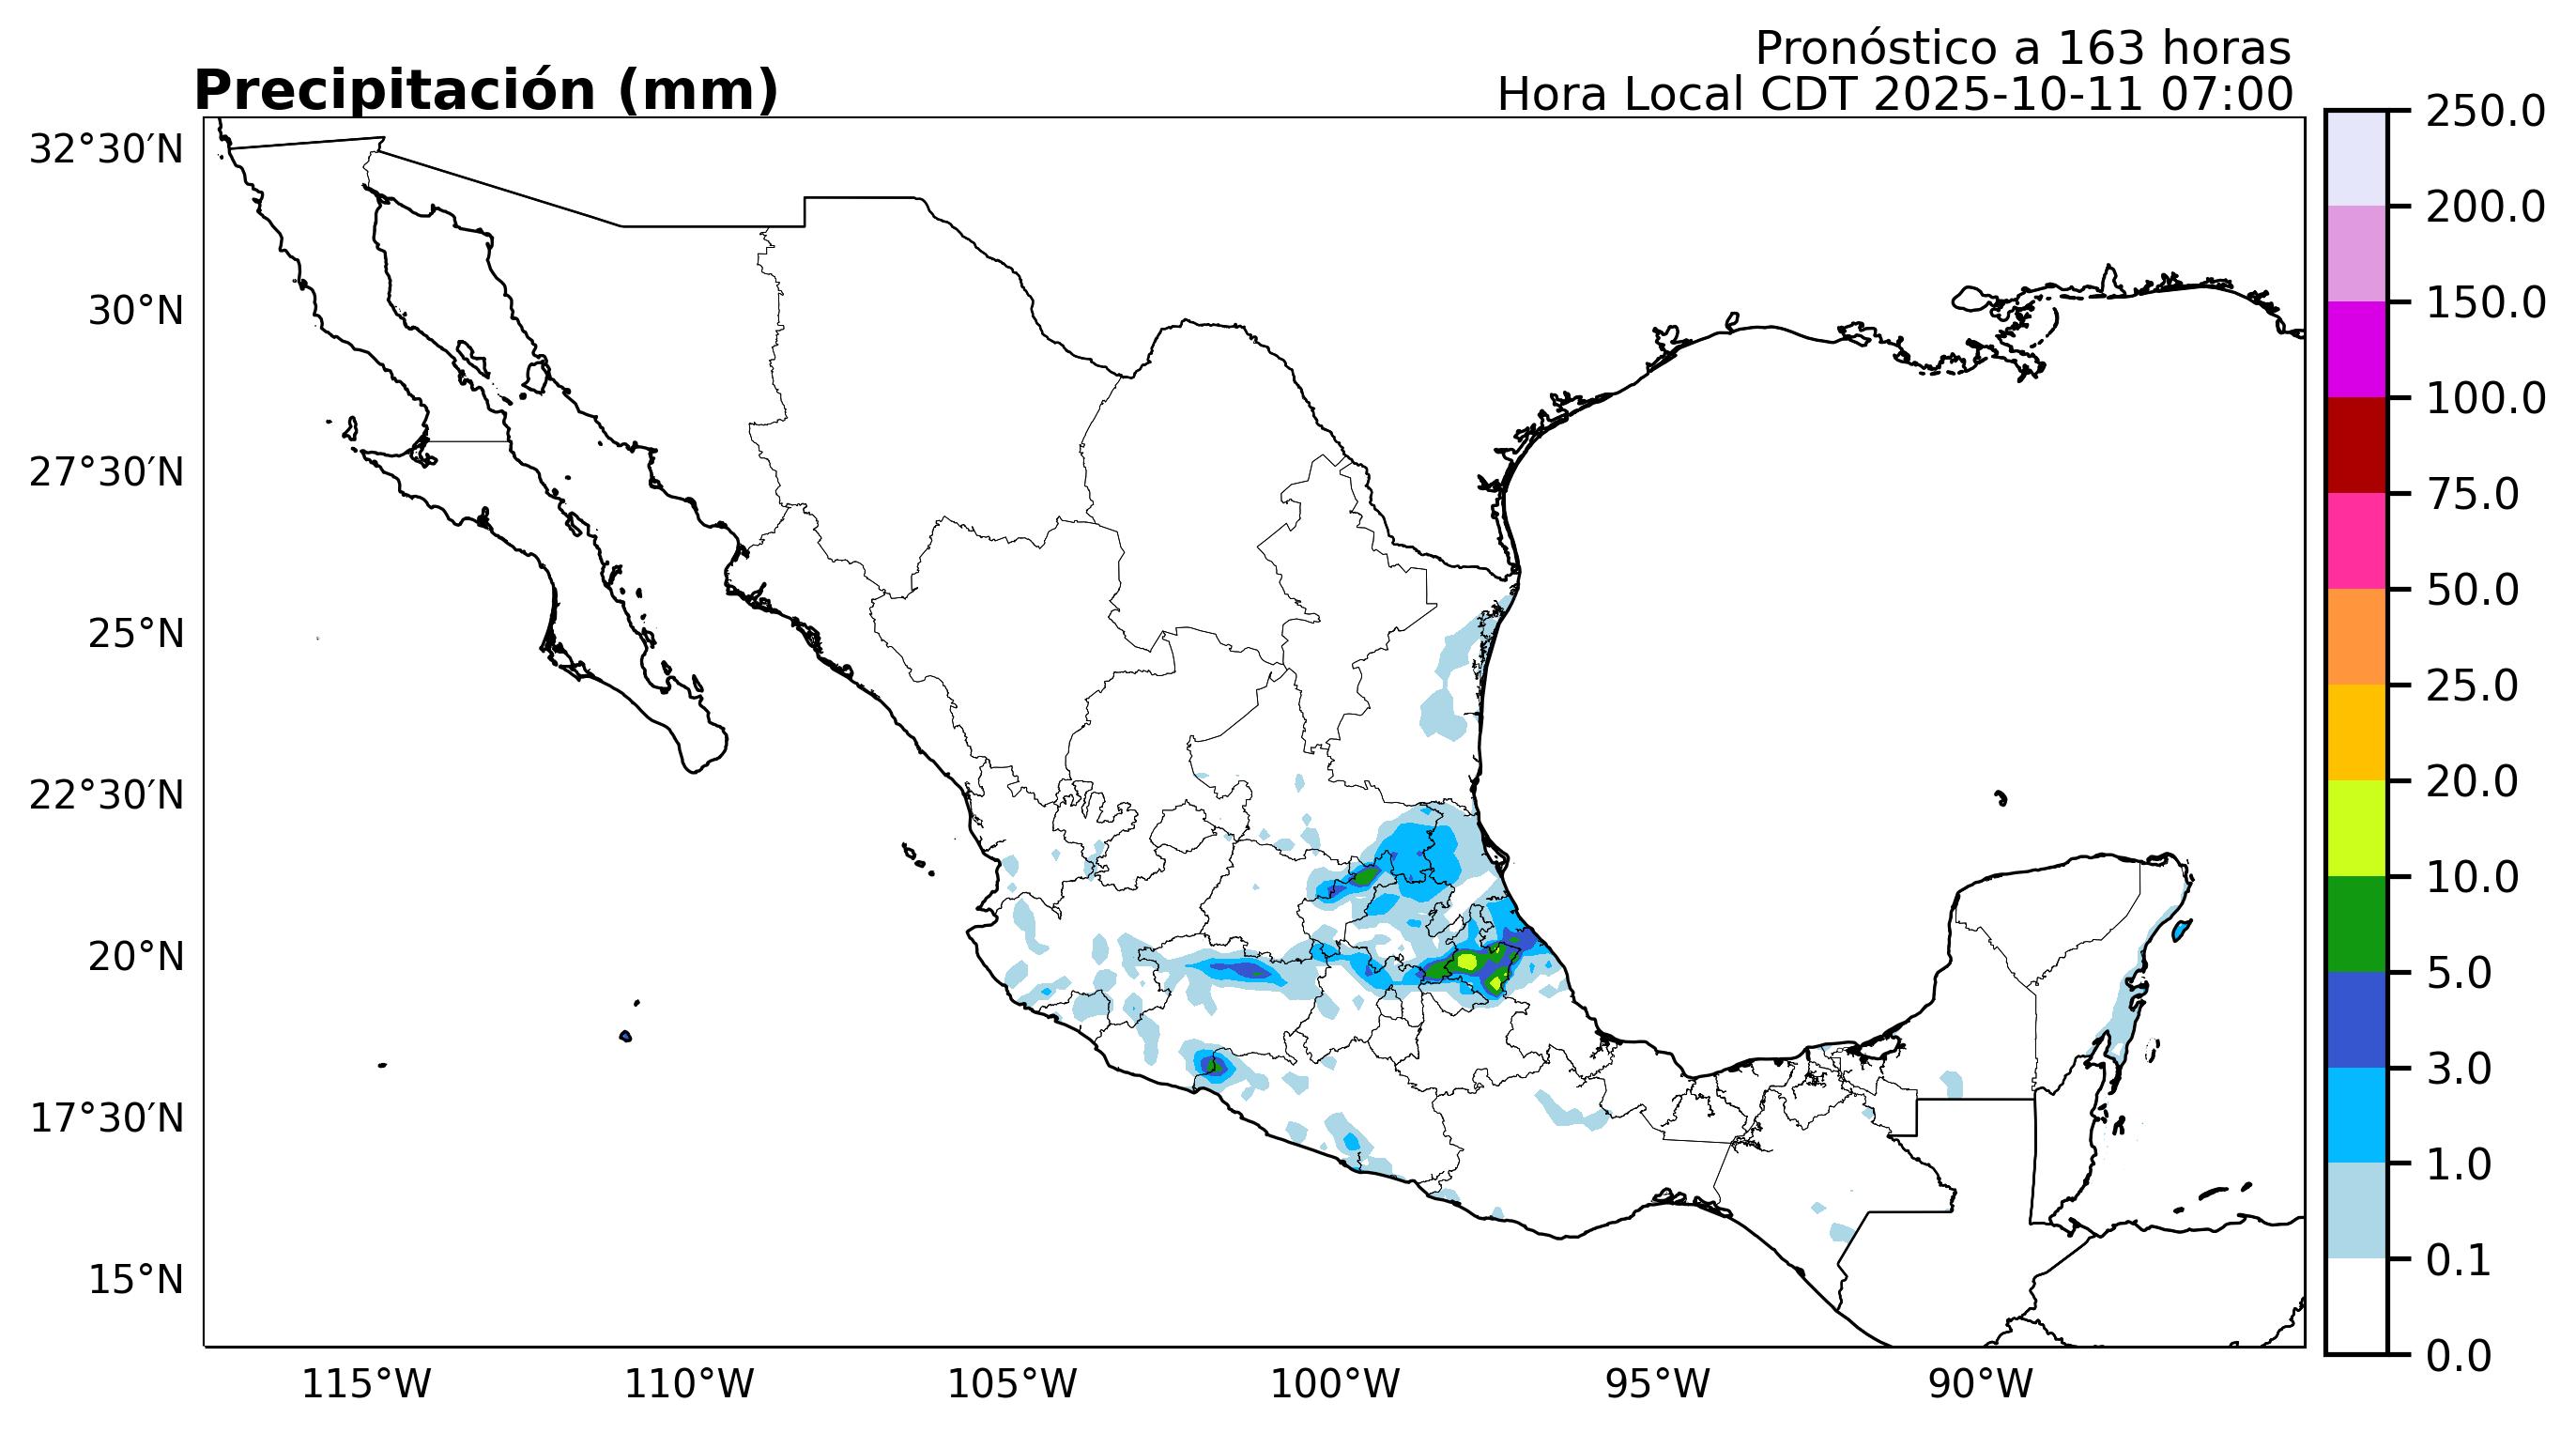 Pronóstico a 163 horas
Precipitación (mm)
Hora Local CDT 2025-10-11 07:00
32°30′N
30°N
27°30′N
25°N
22°30′N
20°N
17°30′N
15°N
115°W
110°W
105°W
100°W
95°W
90°W
250.0
200.0
150.0
100.0
75.0
50.0
25.0
20.0
10.0
5.0
3.0
1.0
0.1
0.0